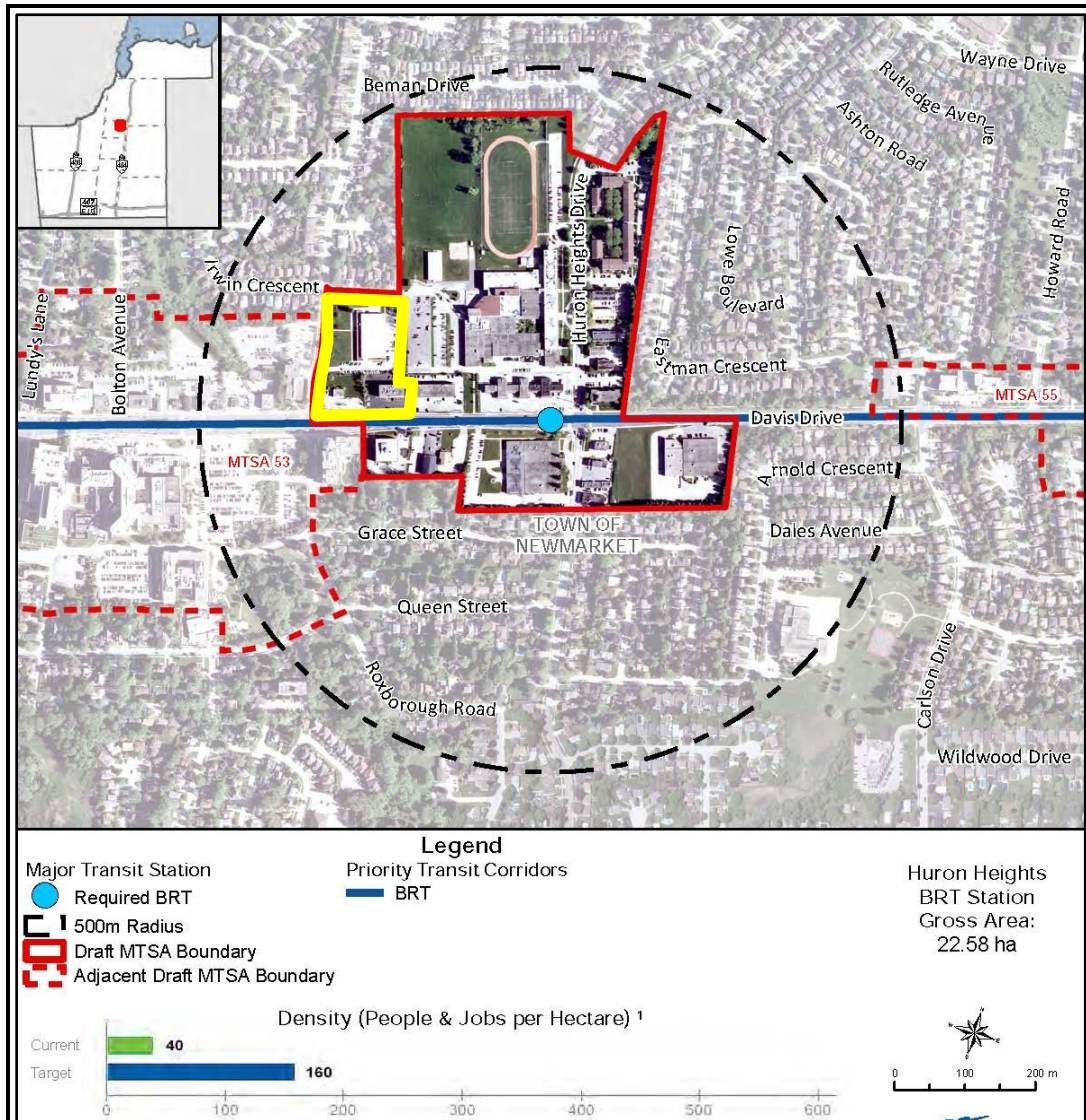 Wayne Drive
Beman Drive
Rutledge Avenue
Ashton Road
Howard Road
Huron Heights Drive
Lowe Boulevard
Irwin Crescent
Lundy's Lane
Bolton Avenue
Eastman Crescent
MTSA 55
Davis Drive
MTSA 53
Arnold Crescent
Grace Street
TOWN OF
NEWMARKET
Dales Avenue
Queen Street
Roxborough Road
Carlson Drive
Wildwood Drive
Legend
Major Transit Station
Required BRT
500m Radius
Draft MTSA Boundary
Adjacent Draft MTSA Boundary
Priority Transit Corridors
BRT
Huron Heights
BRT Station
Gross Area:
22.58 ha
Density (People & Jobs per Hectare) 1
Current 40
Target 160
0 100 200 300 400 500 600
0 100 200 m